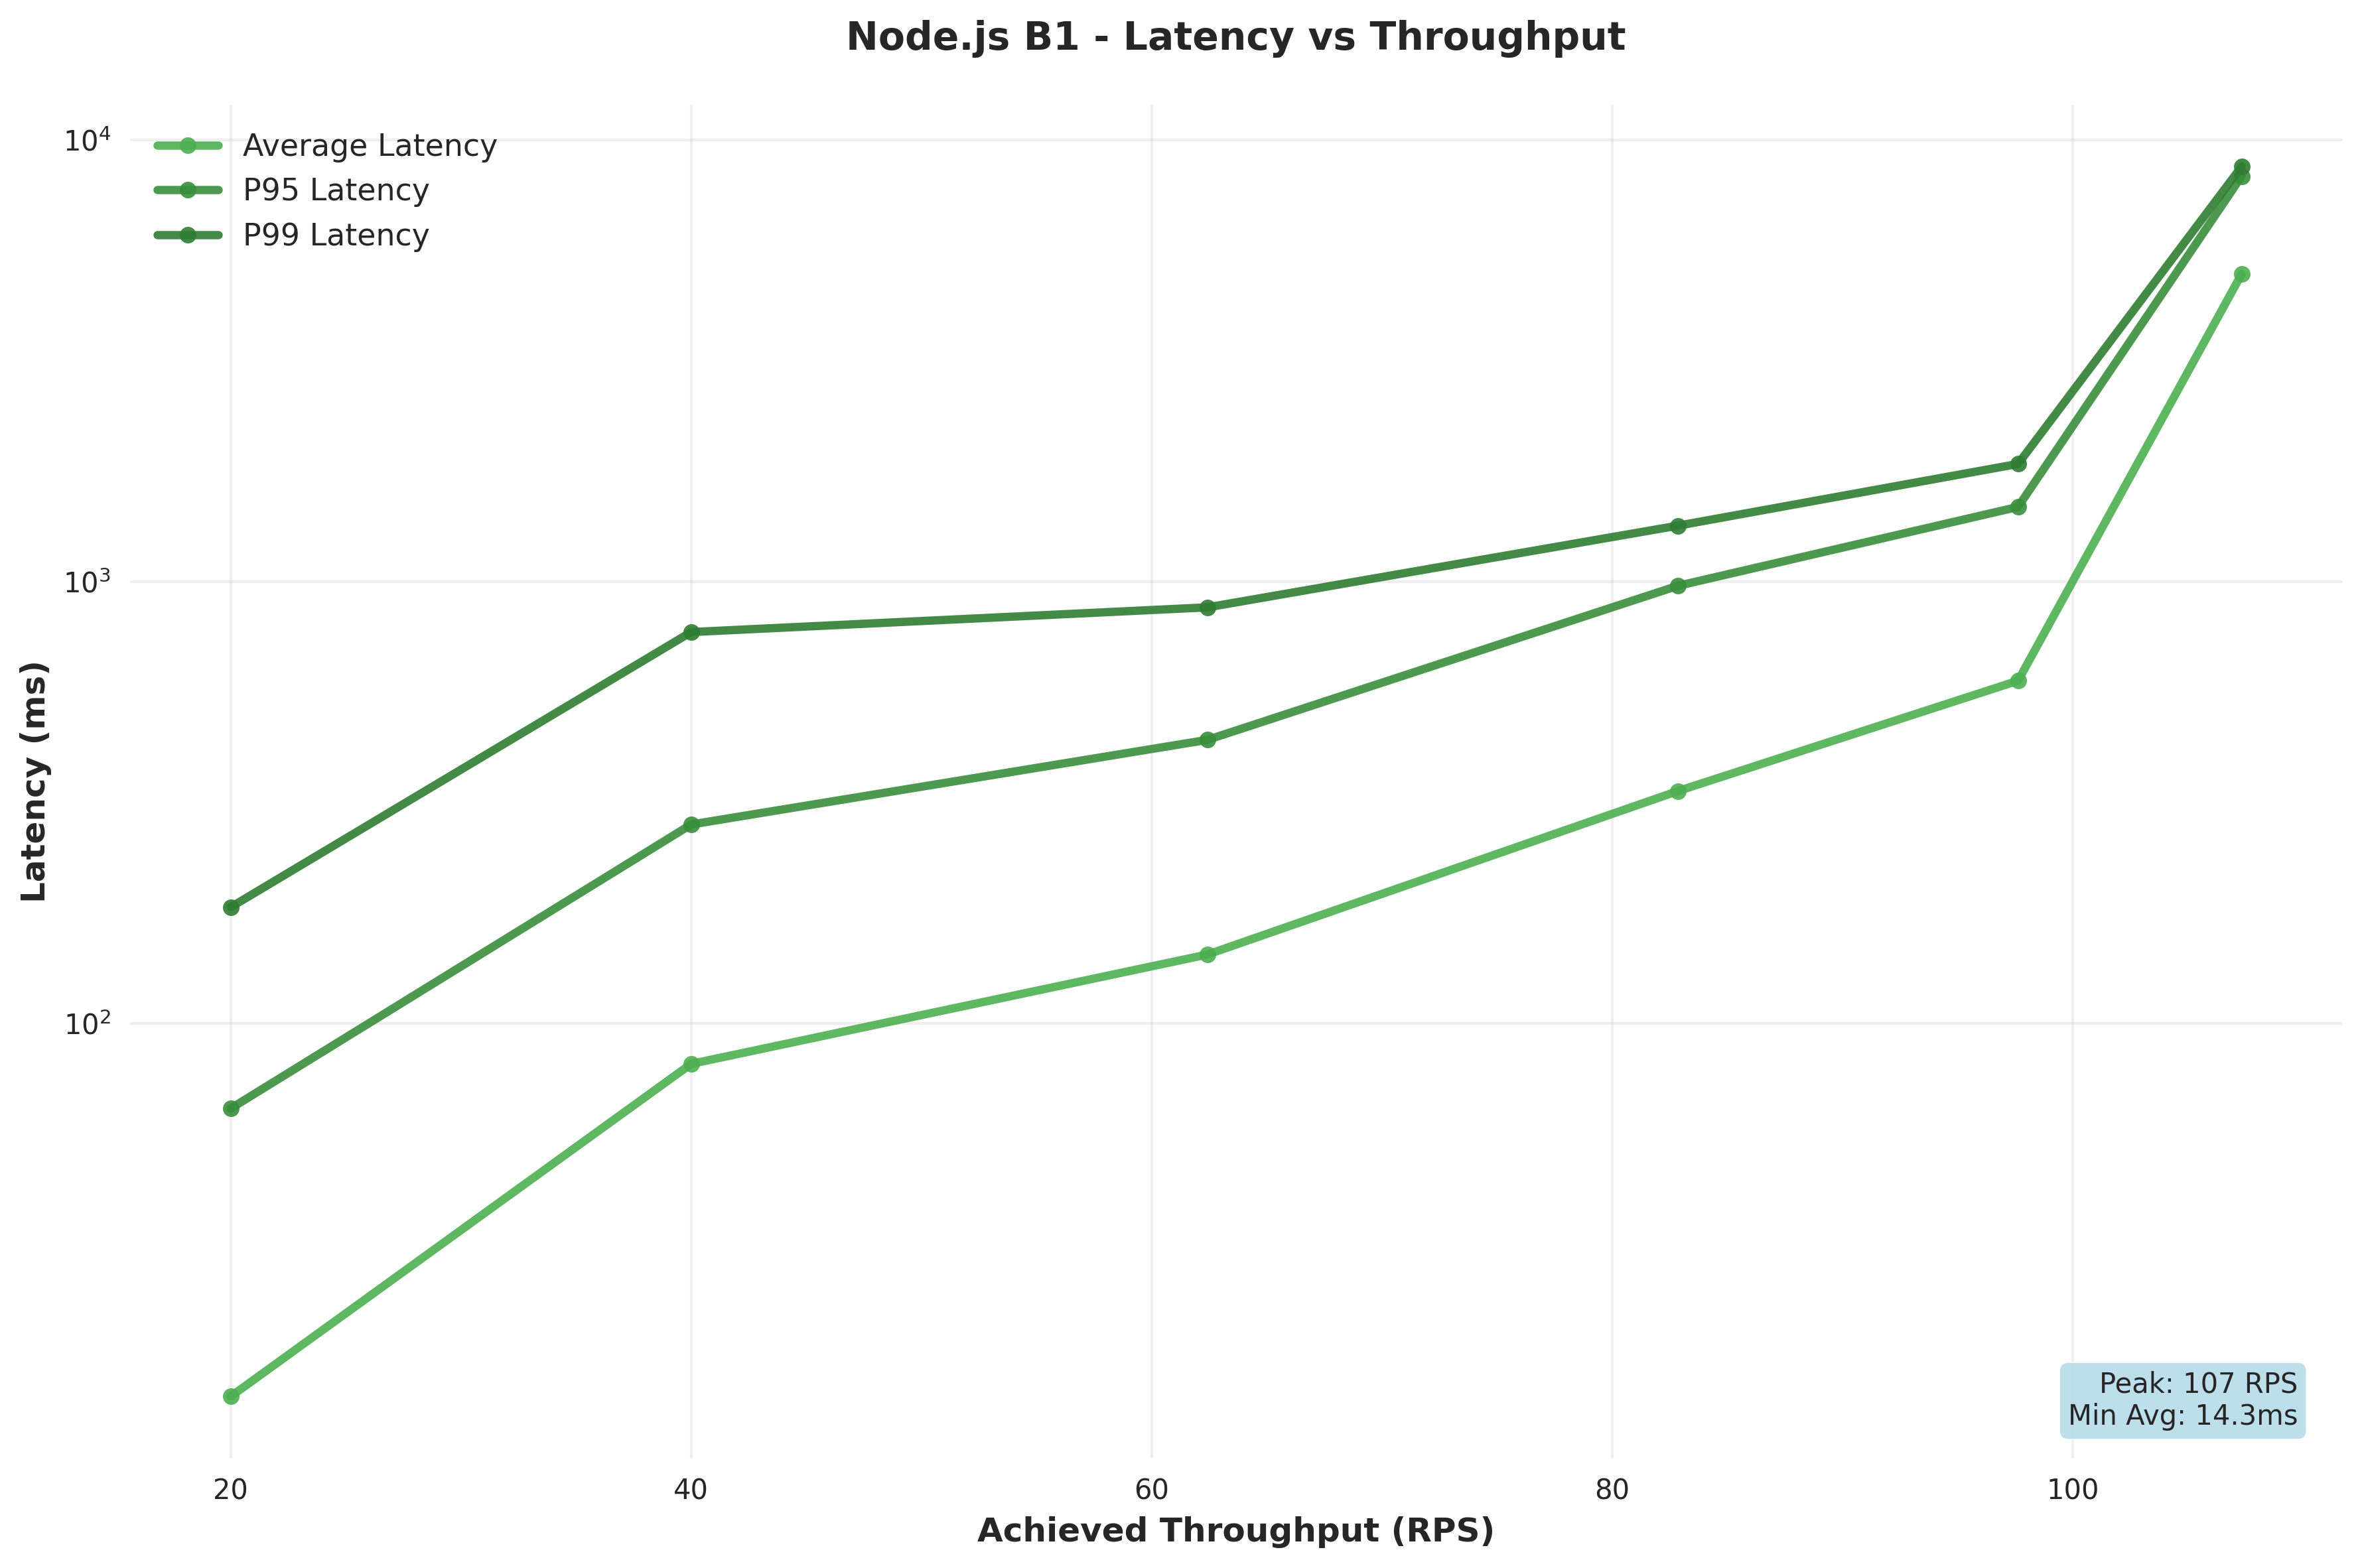 Node.js B1 - Latency vs Throughput
10⁴
10³
10²
Latency (ms)
Average Latency
P95 Latency
P99 Latency
Peak: 107 RPS
Min Avg: 14.3ms
20 40 60 80 100
Achieved Throughput (RPS)